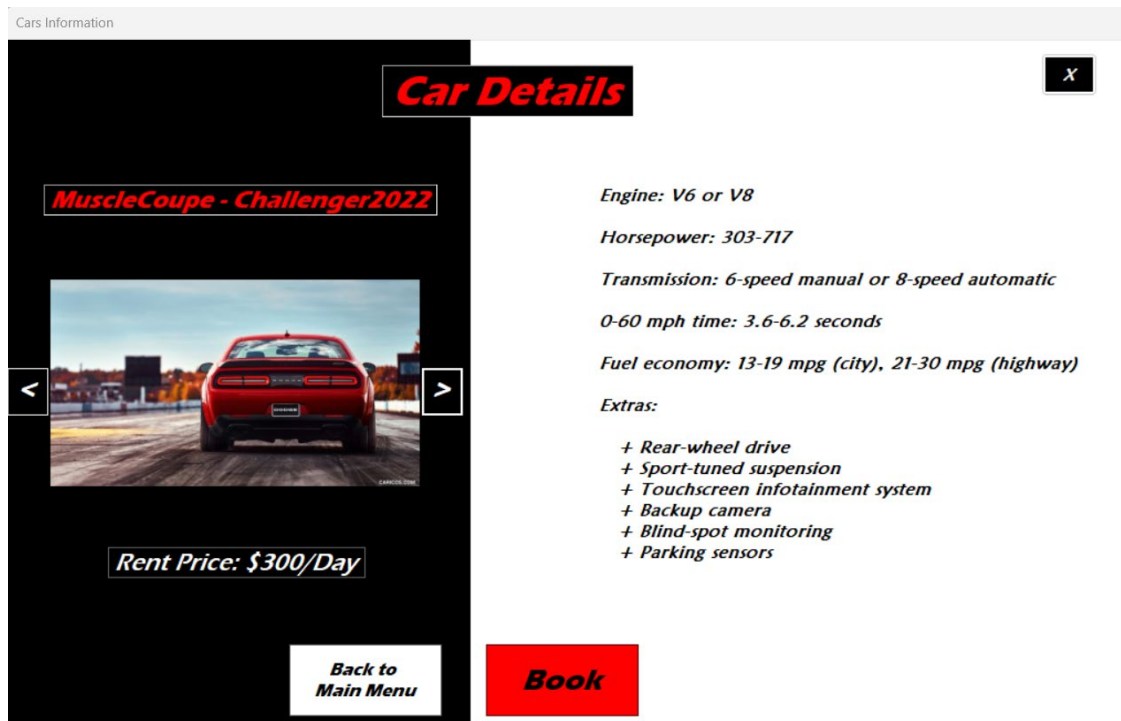 Cars Information
Car Details
X
MuscleCoupe - Challenger2022
<
>
DODGE
CARICOS.COM
Rent Price: $300/Day
Engine: V6 or V8
Horsepower: 303-717
Transmission: 6-speed manual or 8-speed automatic
0-60 mph time: 3.6-6.2 seconds
Fuel economy: 13-19 mpg (city), 21-30 mpg (highway)
Extras:
+ Rear-wheel drive
+ Sport-tuned suspension
+ Touchscreen infotainment system
+ Backup camera
+ Blind-spot monitoring
+ Parking sensors
Back to
Main Menu
Book